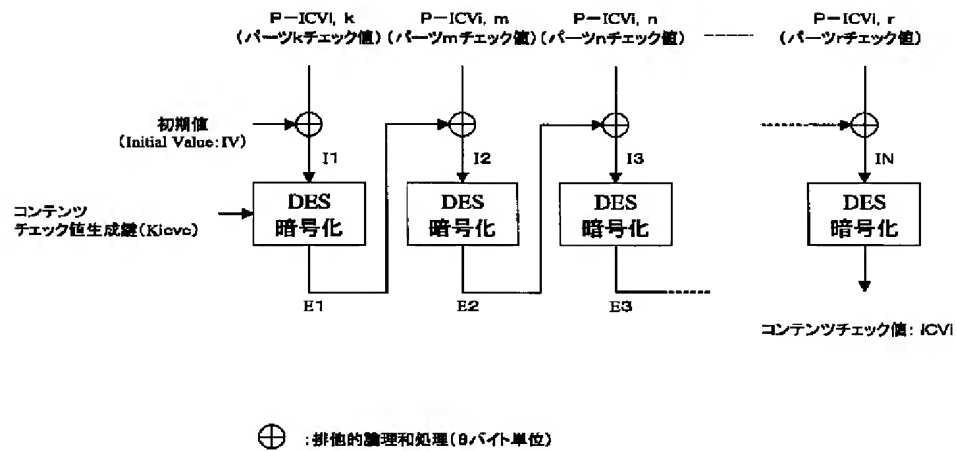 P-ICVi, k P-ICVi, m P-ICVi, n P-ICVi, r
(パーツkチェック値) (パーツmチェック値) (パーツnチェック値) (パーツrチェック値)
初期値
(Initial Value: IV)
I1 I2 I3 IN
コンテンツ
チェック値生成鍵(Kicvc)
DES DES DES DES
暗号化 暗号化 暗号化 暗号化
E1 E2 E3
コンテンツチェック値: ICVi
:排他的論理和処理(8バイト単位)